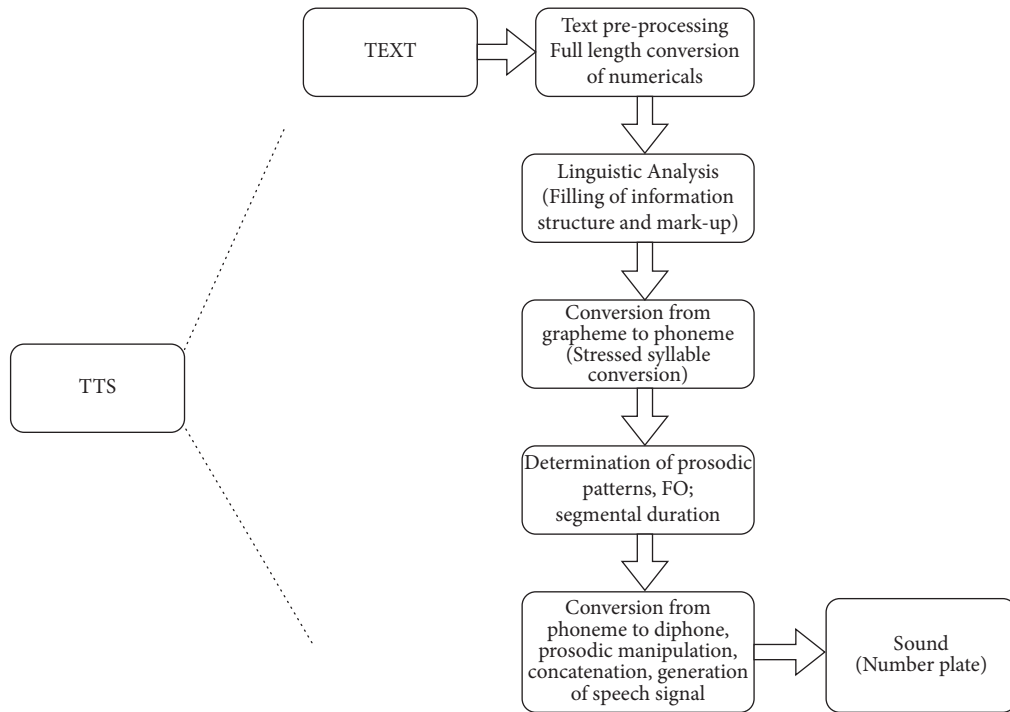 TEXT
Text pre-processing
Full length conversion
of numericals
Linguistic Analysis
(Filling of information
structure and mark-up)
Conversion from
grapheme to phoneme
(Stressed syllable
conversion)
TTS
Determination of prosodic
patterns, FO;
segmental duration
Conversion from
phoneme to diphone,
prosodic manipulation,
concatenation, generation
of speech signal
Sound
(Number plate)